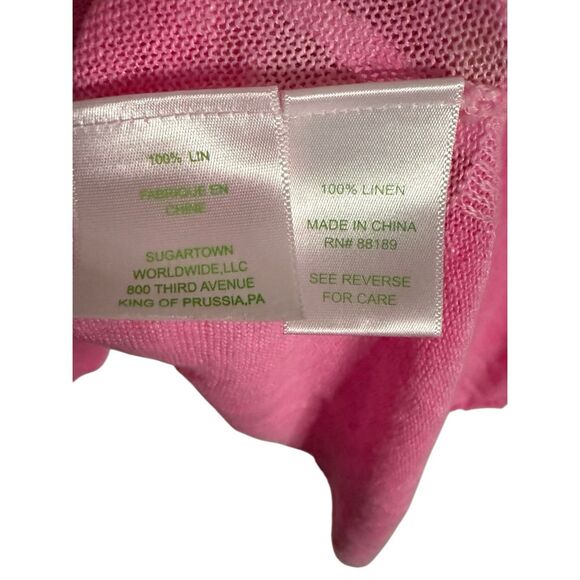 100% LIN
FABRIQUE EN
CHINE
SUGARTOWN
WORLDWIDE,LLC
800 THIRD AVENUE
KING OF PRUSSIA,PA
100% LINEN
MADE IN CHINA
RN# 88189
SEE REVERSE
FOR CARE